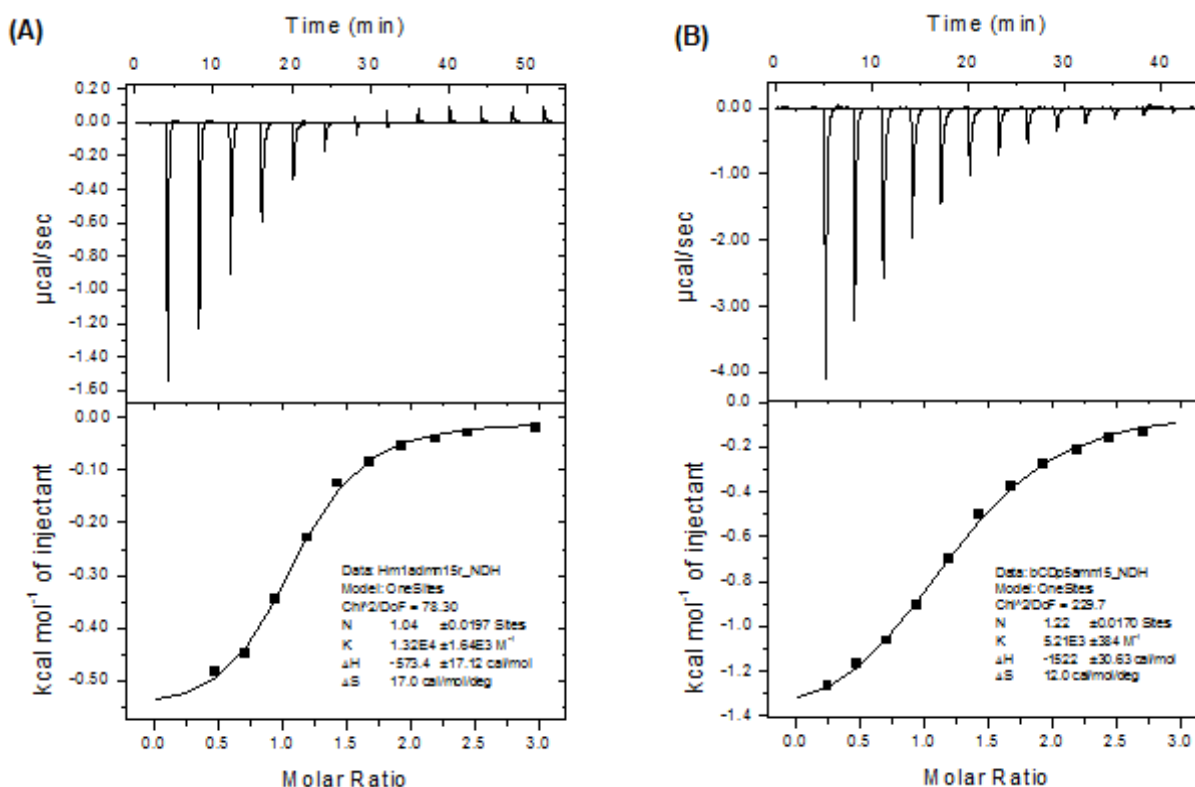 (A)
Time (min)
0 10 20 30 40 50
0.20
0.00
-0.20
-0.40
-0.60
-0.80
-1.00
-1.20
-1.40
-1.60
µcal/sec
0.00
-0.10
-0.20
-0.30
-0.40
-0.50
kcal mol⁻¹ of injectant
Data: Hm1adimn15r_NDH
Model: OneSites
Chi^2/DoF = 78.30
N 1.04 ±0.0197 Sites
K 1.32E4 ±1.64E3 M⁻¹
ΔH -573.4 ±17.12 cal/mol
ΔS 17.0 cal/mol/deg
0.0 0.5 1.0 1.5 2.0 2.5 3.0
Molar Ratio
(B)
Time (min)
0 10 20 30 40
0.00
-1.00
-2.00
-3.00
-4.00
µcal/sec
0.0
-0.2
-0.4
-0.6
-0.8
-1.0
-1.2
-1.4
kcal mol⁻¹ of injectant
Data: bCDp5amm15_NDH
Model: OneSites
Chi^2/DoF = 229.7
N 1.22 ±0.0170 Sites
K 5.21E3 ±384 M⁻¹
ΔH -1522 ±30.63 cal/mol
ΔS 12.0 cal/mol/deg
0.0 0.5 1.0 1.5 2.0 2.5 3.0
Molar Ratio